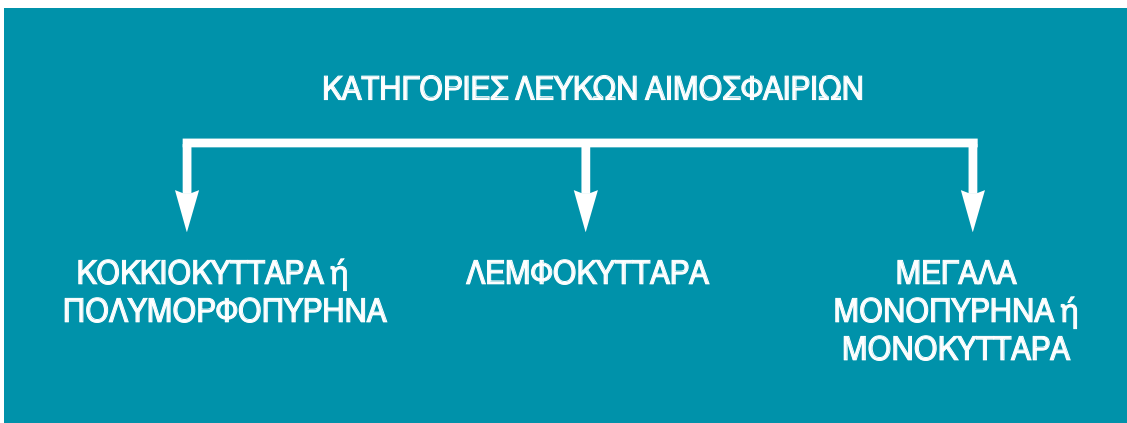 ΚΑΤΗΓΟΡΙΕΣ ΛΕΥΚΩΝ ΑΙΜΟΣΦΑΙΡΙΩΝ
ΚΟΚΚΙΟΚΥΤΤΑΡΑ ή
ΠΟΛΥΜΟΡΦΟΠΥΡΗΝΑ
ΛΕΜΦΟΚΥΤΤΑΡΑ
ΜΕΓΑΛΑ
ΜΟΝΟΠΥΡΗΝΑ ή
ΜΟΝΟΚΥΤΤΑΡΑ